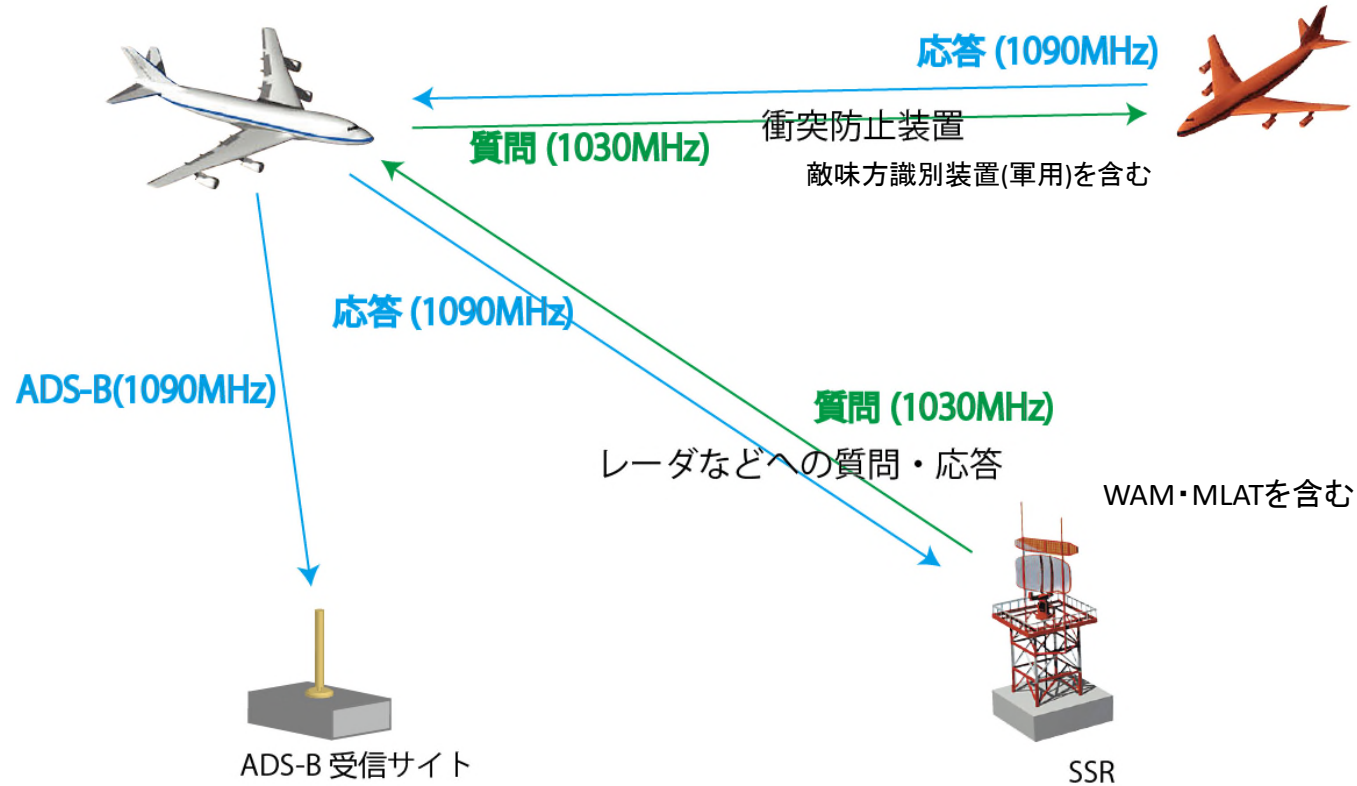 応答 (1090MHz)
衝突防止装置
質問 (1030MHz)
敵味方識別装置(軍用)を含む
応答 (1090MHz)
ADS-B(1090MHz)
質問 (1030MHz)
レーダなどへの質問・応答
WAM・MLATを含む
ADS-B 受信サイト
SSR